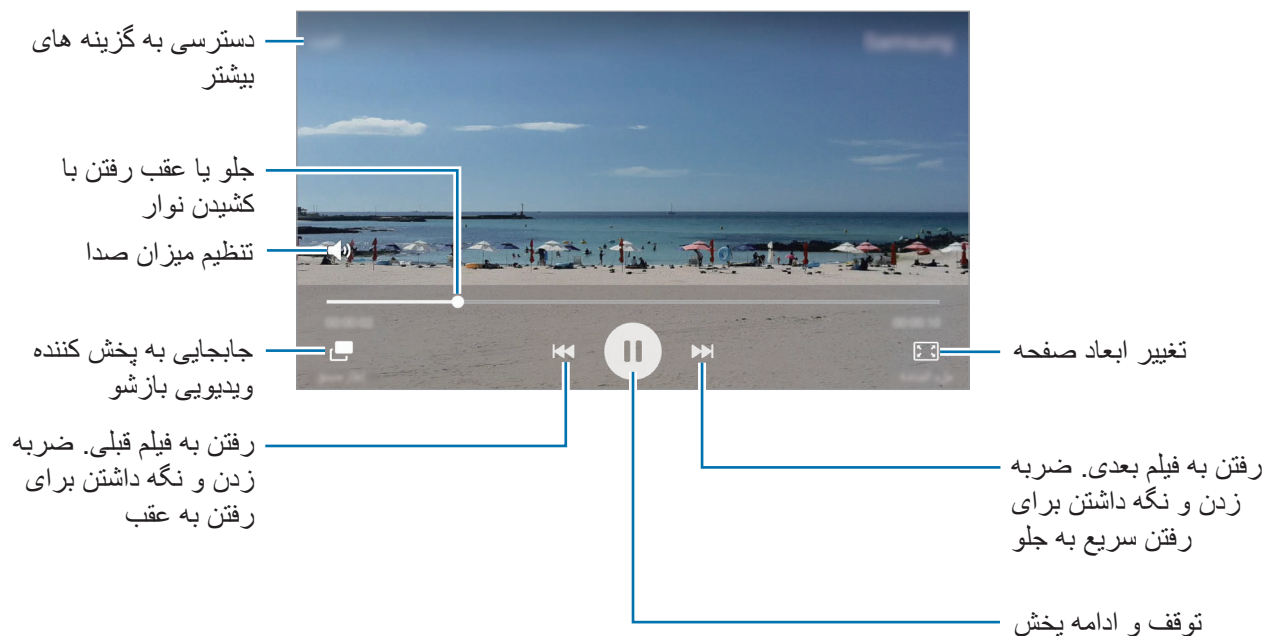 دسترسی به گزینه های
بیشتر
جلو یا عقب رفتن با
کشیدن نوار
تنظیم میزان صدا
جابجایی به پخش کننده
ویدیویی بازشو
رفتن به فیلم قبلی. ضربه
زدن و نگه داشتن برای
رفتن به عقب
تغییر ابعاد صفحه
رفتن به فیلم بعدی. ضربه
زدن و نگه داشتن برای
رفتن سریع به جلو
توقف و ادامه پخش